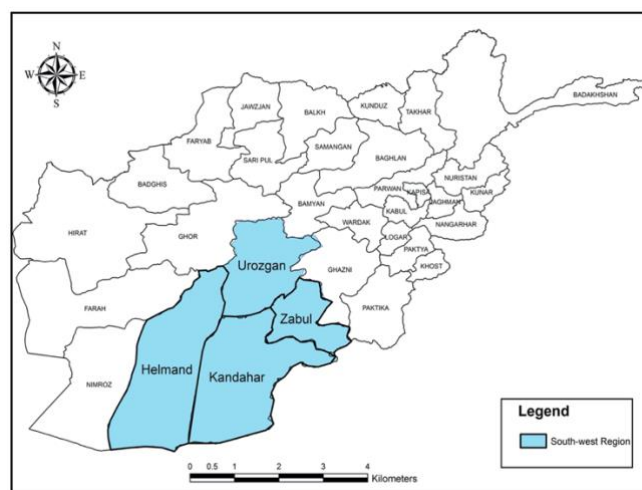 N
W E
S
BADAKHSHAN
JAWZJAN
BALKH
KUNDUZ
TAKHAR
FARYAB
SARI PUL
SAMANGAN
BAGHLAN
BADGHIS
NURISTAN
PARWAN
KAPISA
LAGHMAN
KUNAR
BAMYAN
KABUL
WARDAK
NANGARHAR
HIRAT
GHOR
LOGAR
PAKTYA
Urozgan
GHAZNI
KHOST
FARAH
PAKTIKA
Zabul
Helmand
Kandahar
NIMROZ
Legend
South-west Region
0 0.5 1 2 3 4
Kilometers